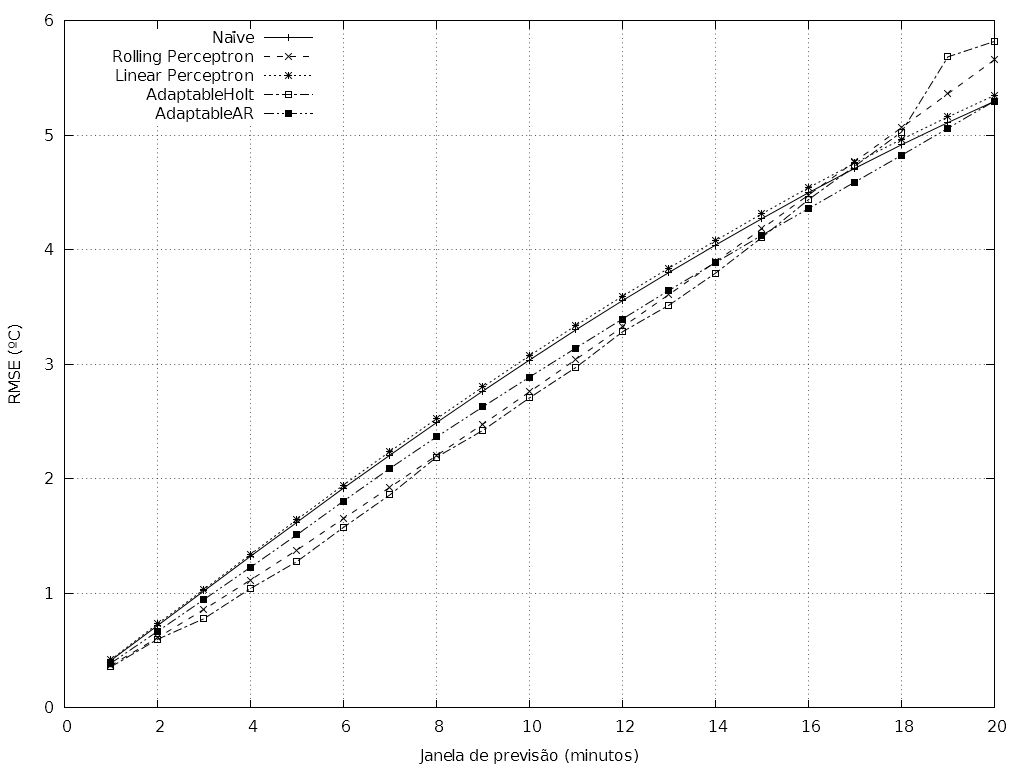 6
5
4
3
2
1
0
RMSE (ºC)
Naïve
Rolling Perceptron
Linear Perceptron
AdaptableHolt
AdaptableAR
0 2 4 6 8 10 12 14 16 18 20
Janela de previsão (minutos)